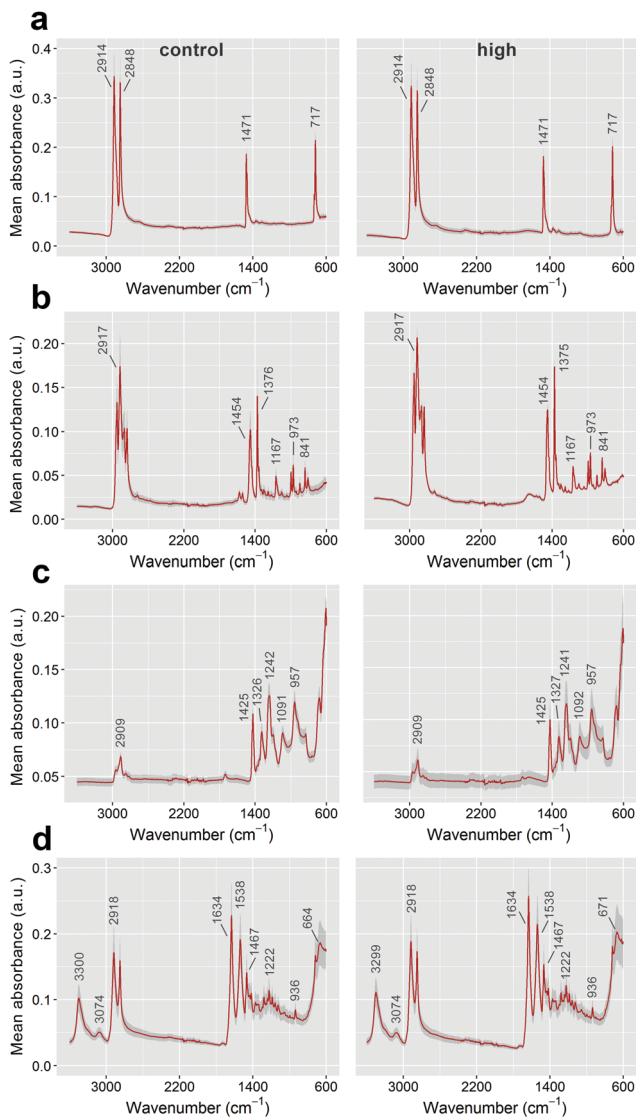 a
control
high
2914
2848
1471
717
2914
2848
1471
717
Mean absorbance (a.u.)
0.4
0.3
0.2
0.1
0.0
3000 2200 1400 600
3000 2200 1400 600
Wavenumber (cm⁻¹)
Wavenumber (cm⁻¹)
b
2917
1454
1376
1167
973
841
2917
1454
1375
1167
973
841
Mean absorbance (a.u.)
0.20
0.15
0.10
0.05
0.00
3000 2200 1400 600
3000 2200 1400 600
Wavenumber (cm⁻¹)
Wavenumber (cm⁻¹)
c
2909
1425
1326
1242
1091
957
2909
1425
1327
1241
1092
957
Mean absorbance (a.u.)
0.20
0.15
0.10
0.05
3000 2200 1400 600
3000 2200 1400 600
Wavenumber (cm⁻¹)
Wavenumber (cm⁻¹)
d
3300
3074
2918
1634
1538
1467
1222
936
664
3299
3074
2918
1634
1538
1467
1222
936
671
Mean absorbance (a.u.)
0.3
0.2
0.1
0.0
3000 2200 1400 600
3000 2200 1400 600
Wavenumber (cm⁻¹)
Wavenumber (cm⁻¹)